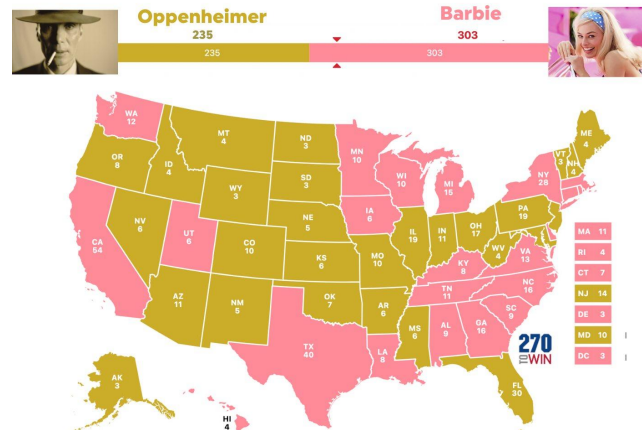 Oppenheimer
Barbie
235
303
235
303
WA
12
OR
8
CA
54
NV
6
ID
4
MT
4
WY
3
UT
6
AZ
11
CO
10
NM
5
ND
3
SD
3
NE
5
KS
6
OK
7
TX
40
MN
10
IA
6
MO
10
AR
6
LA
8
WI
10
IL
19
MI
15
IN
11
OH
17
KY
8
TN
11
MS
6
AL
9
GA
16
FL
30
SC
9
NC
16
VA
13
WV
4
PA
19
NY
28
VT
3
NH
4
ME
4
AK
3
HI
4
MA 11
RI 4
CT 7
NJ 14
DE 3
MD 10
DC 3
270
TO WIN